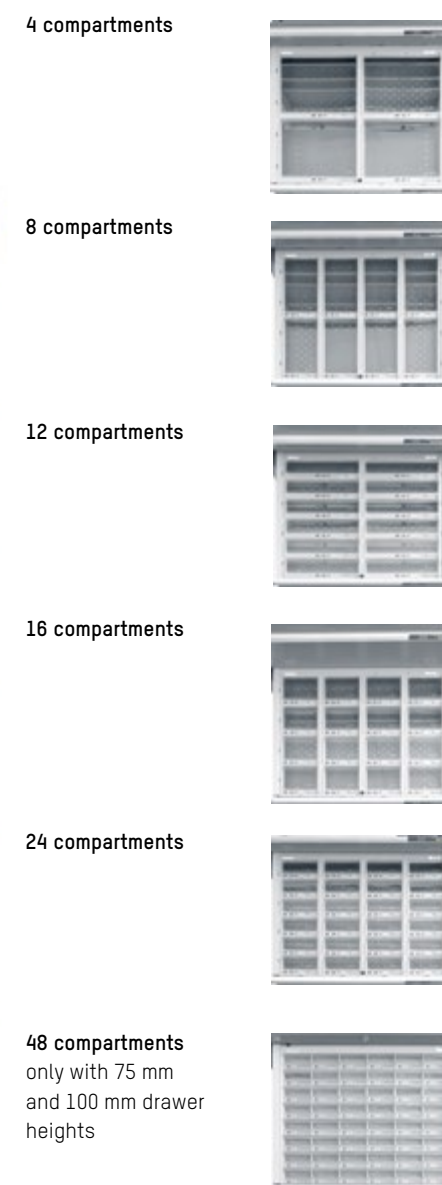 4 compartments
8 compartments
12 compartments
16 compartments
24 compartments
48 compartments
only with 75 mm
and 100 mm drawer
heights